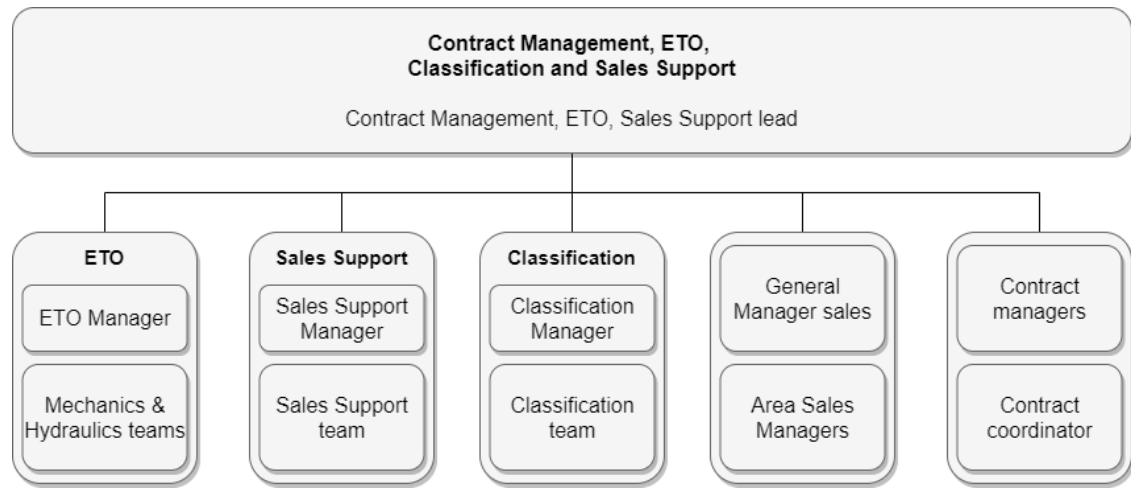 Contract Management, ETO,
Classification and Sales Support
Contract Management, ETO, Sales Support lead
ETO
ETO Manager
Mechanics &
Hydraulics teams
Sales Support
Sales Support
Manager
Sales Support
team
Classification
Classification
Manager
Classification
team
General
Manager sales
Area Sales
Managers
Contract
managers
Contract
coordinator